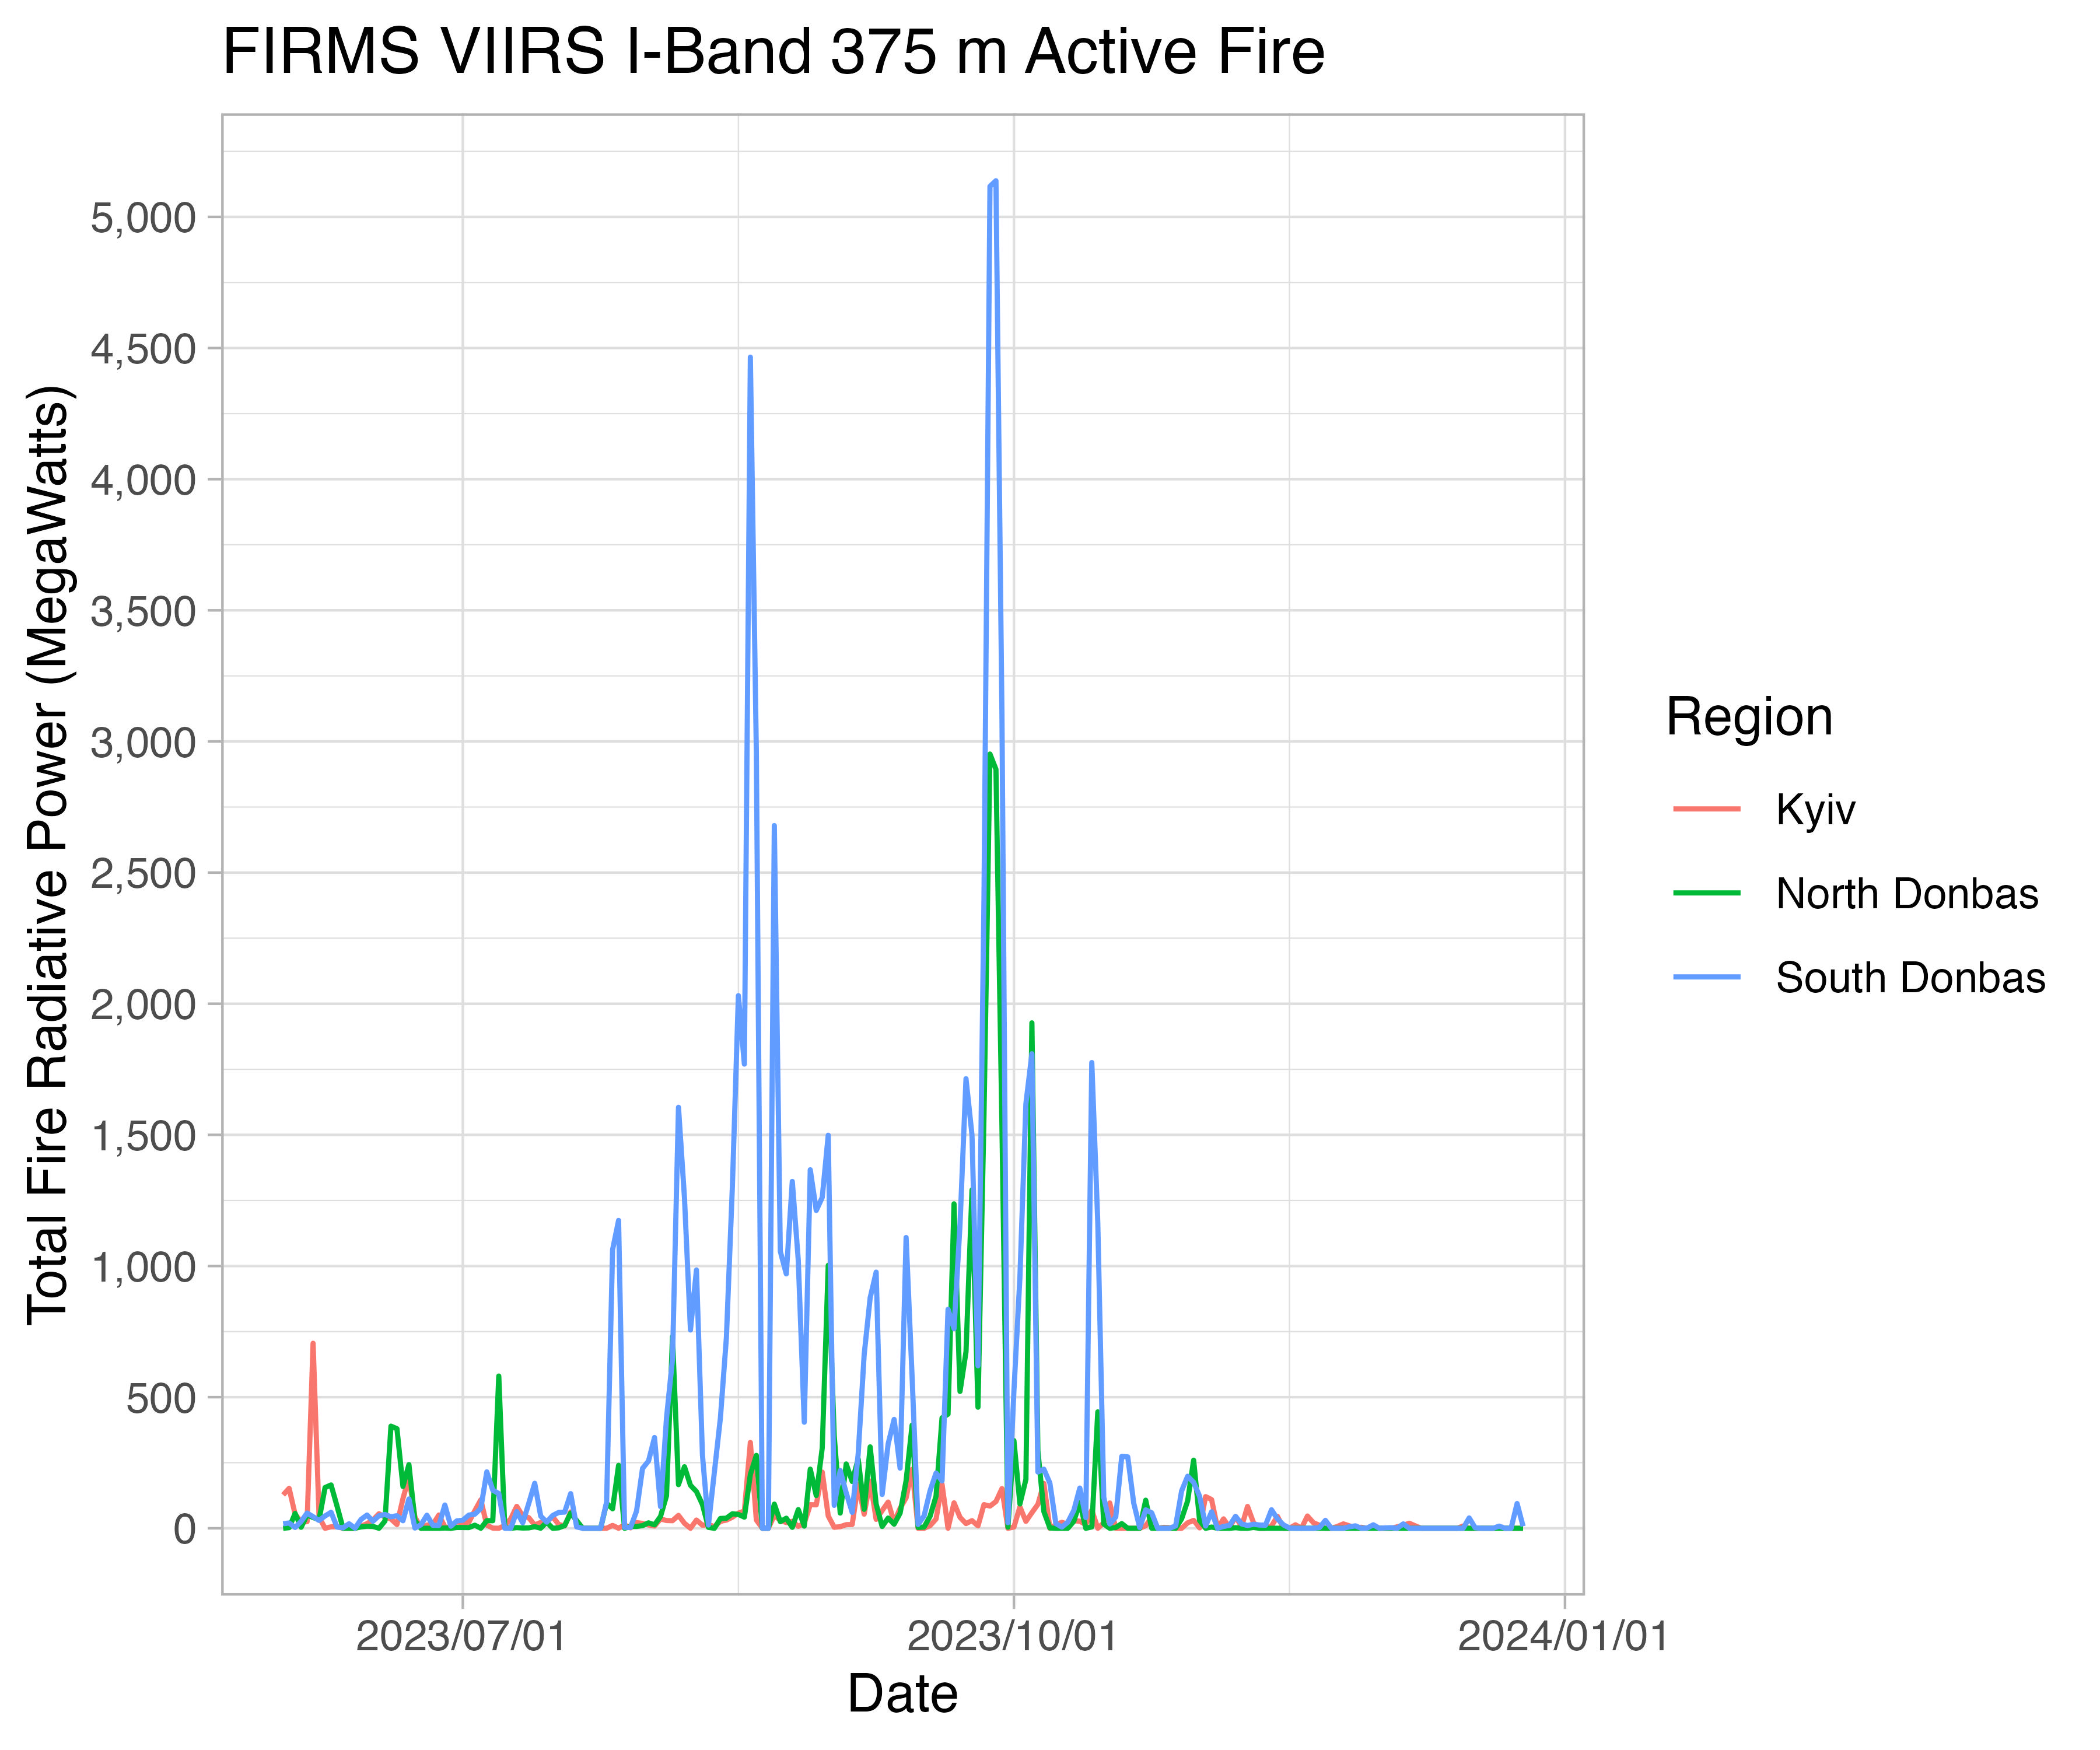 FIRMS VIIRS I-Band 375 m Active Fire
Total Fire Radiative Power (MegaWatts)
5,000
4,500
4,000
3,500
3,000
2,500
2,000
1,500
1,000
500
0
2023/07/01
2023/10/01
2024/01/01
Date
Region
Kyiv
North Donbas
South Donbas